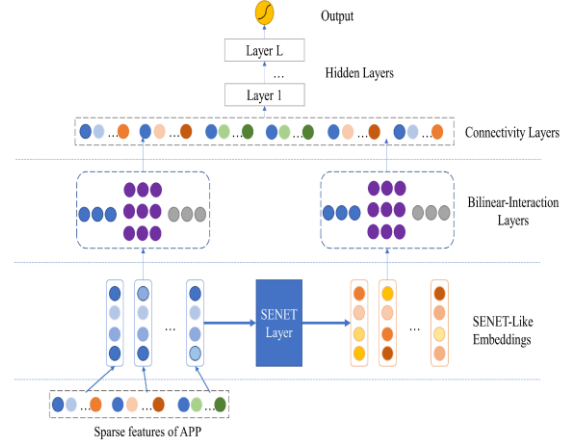 Output
Layer L
...
Hidden Layers
Layer 1
... ... ... ... ...
Connectivity Layers
Bilinear-Interaction
Layers
...
SENET
Layer
...
SENET-Like
Embeddings
... ... ...
Sparse features of APP